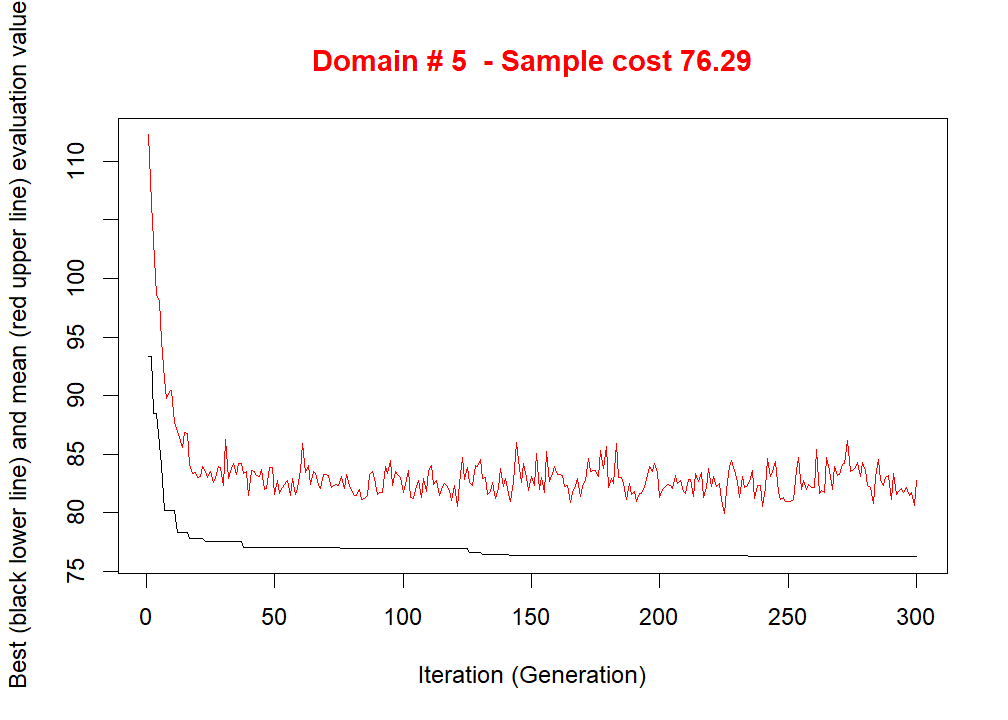 Domain # 5  - Sample cost 76.29
Best (black lower line) and mean (red upper line) evaluation value
110
100
95
90
85
80
75
0 50 100 150 200 250 300
Iteration (Generation)